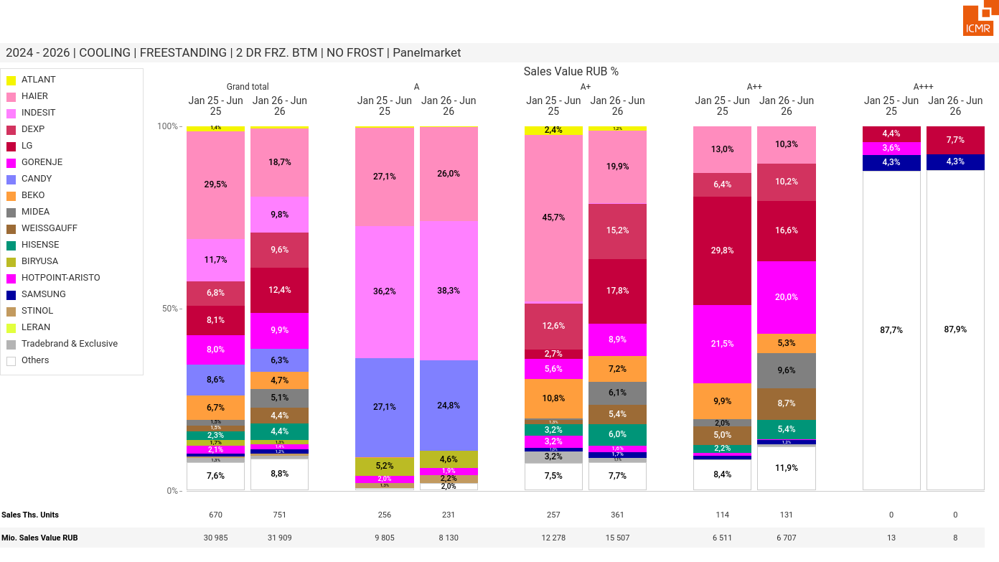 ICMR
2024 - 2026 | COOLING | FREESTANDING | 2 DR FRZ. BTM | NO FROST | Panelmarket
ATLANT
HAIER
INDESIT
DEXP
LG
GORENJE
CANDY
BEKO
MIDEA
WEISSGAUFF
HISENSE
BIRYUSA
HOTPOINT-ARISTO
SAMSUNG
STINOL
LERAN
Tradebrand & Exclusive
Others
Sales Value RUB %
Grand total
A
A+
A++
A+++
Jan 25 - Jun
25
Jan 26 - Jun
26
Jan 25 - Jun
25
Jan 26 - Jun
26
Jan 25 - Jun
25
Jan 26 - Jun
26
Jan 25 - Jun
25
Jan 26 - Jun
26
Jan 25 - Jun
25
Jan 26 - Jun
26
100%
50%
0%
1,4%
29,5%
11,7%
6,8%
8,1%
8,0%
8,6%
6,7%
1,5%
1,5%
2,3%
1,7%
2,1%
1,3%
7,6%
18,7%
9,8%
9,6%
12,4%
9,9%
6,3%
4,7%
5,1%
4,4%
4,4%
1,3%
1,4%
1,2%
8,8%
27,1%
36,2%
27,1%
5,2%
2,0%
1,3%
26,0%
38,3%
24,8%
4,6%
1,9%
2,2%
2,0%
2,4%
45,7%
12,6%
2,7%
5,6%
10,8%
1,3%
3,2%
3,2%
1,0%
3,2%
7,5%
1,2%
19,9%
15,2%
17,8%
8,9%
7,2%
6,1%
5,4%
6,0%
1,6%
1,7%
1,1%
7,7%
13,0%
6,4%
29,8%
21,5%
9,9%
2,0%
5,0%
2,2%
8,4%
10,3%
10,2%
16,6%
20,0%
5,3%
9,6%
8,7%
5,4%
1,2%
11,9%
4,4%
3,6%
4,3%
87,7%
7,7%
4,3%
87,9%
Sales Ths. Units 670 751 256 231 257 361 114 131 0 0
Mio. Sales Value RUB 30 985 31 909 9 805 8 130 12 278 15 507 6 511 6 707 13 8